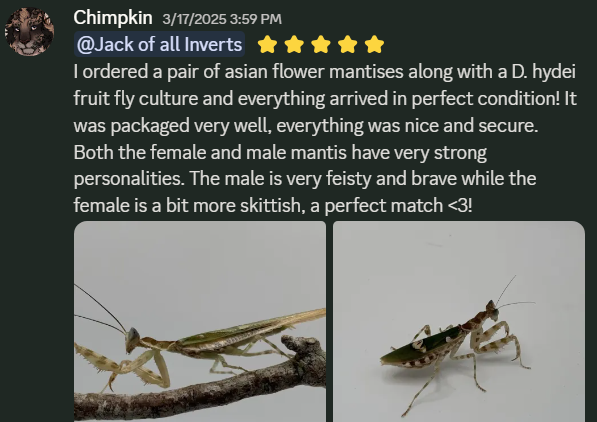 Chimpkin 3/17/2025 3:59 PM
@Jack of all Inverts ⭐⭐⭐⭐⭐
I ordered a pair of asian flower mantises along with a D. hydei
fruit fly culture and everything arrived in perfect condition! It
was packaged very well, everything was nice and secure.
Both the female and male mantis have very strong
personalities. The male is very feisty and brave while the
female is a bit more skittish, a perfect match <3!